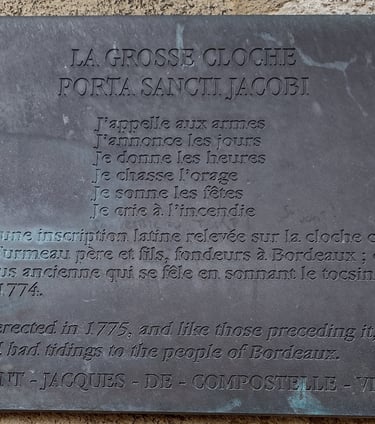 LA GROSSE CLOCHE
PORTA SANCTI JACOBI
J'appelle aux armes
J'annonce les jours
Je donne les heures
Je chasse l'orage
Je sonne les fêtes
Je crie à l'incendie
une inscription latine relevée sur la cloche
Turmeau père et fils, fondeurs à Bordeaux ;
us ancienne qui se fêle en sonnant le tocsin
1774.
erected in 1775, and like those preceding it,
bad tidings to the people of Bordeaux.
NT - JACQUES - DE - COMPOSTELLE - VI